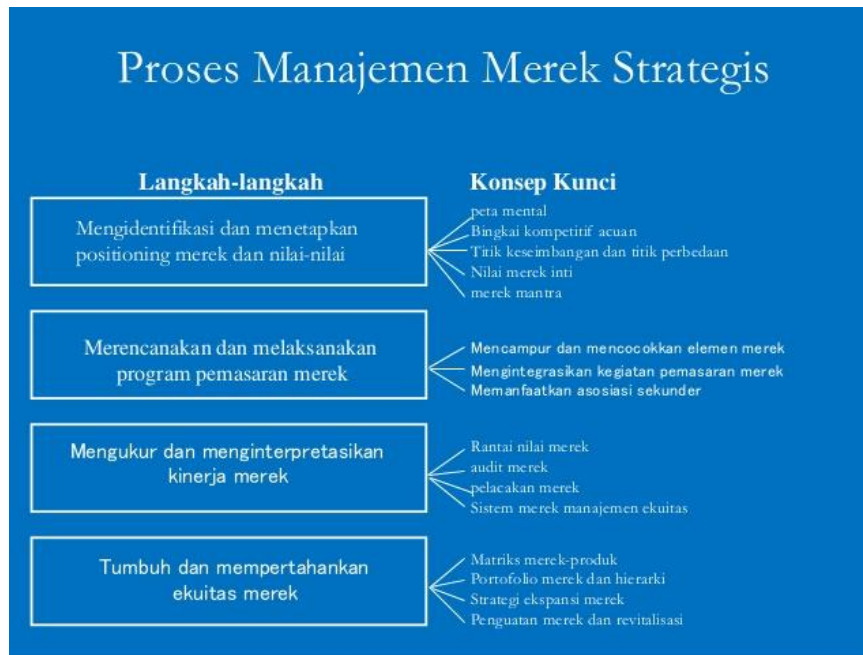 Proses Manajemen Merek Strategis
Langkah-langkah
Konsep Kunci
Mengidentifikasi dan menetapkan
positioning merek dan nilai-nilai
peta mental
Bingkai kompetitif acuan
Titik keseimbangan dan titik perbedaan
Nilai merek inti
merek mantra
Merencanakan dan melaksanakan
program pemasaran merek
Mencampur dan mencocokkan elemen merek
Mengintegrasikan kegiatan pemasaran merek
Memanfaatkan asosiasi sekunder
Mengukur dan menginterpretasikan
kinerja merek
Rantai nilai merek
audit merek
pelacakan merek
Sistem merek manajemen ekuitas
Tumbuh dan mempertahankan
ekuitas merek
Matriks merek-produk
Portofolio merek dan hierarki
Strategi ekspansi merek
Penguatan merek dan revitalisasi